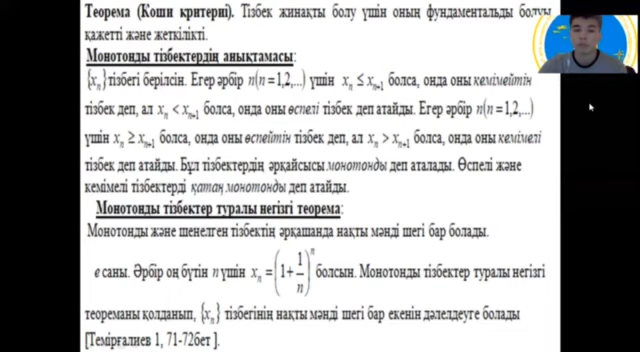 Теорема (Коши критериі). Тізбек жинақты болу үшін оның фундаментальды болуы
қажетті және жеткілікті.
Монотонды тізбектердің анықтамасы:
{xₙ} тізбегі берілсін. Егер әрбір n(n = 1,2,...) үшін xₙ ≤ xₙ₊₁ болса, онда оны кемімейтін
тізбек деп, ал xₙ < xₙ₊₁ болса, онда оны өспелі тізбек деп атайды. Егер әрбір n(n = 1,2,...)
үшін xₙ ≥ xₙ₊₁ болса, онда оны өспейтін тізбек деп, ал xₙ > xₙ₊₁ болса, онда оны кемімелі
тізбек деп атайды. Бұл тізбектердің әрқайсысы монотонды деп аталады. Өспелі және
кемімелі тізбектерді қатаң монотонды деп атайды.
Монотонды тізбектер туралы негізгі теорема:
Монотонды және шенелген тізбектің әрқашанда нақты мәнді шегі бар болады.
e саны. Әрбір оң бүтін n үшін xₙ = (1 + 1/n)ⁿ болсын. Монотонды тізбектер туралы негізгі
теореманы қолданып, {xₙ} тізбегінің нақты мәнді шегі бар екенін дәлелдеуге болады
[Темірғалиев 1, 71-72бет ].